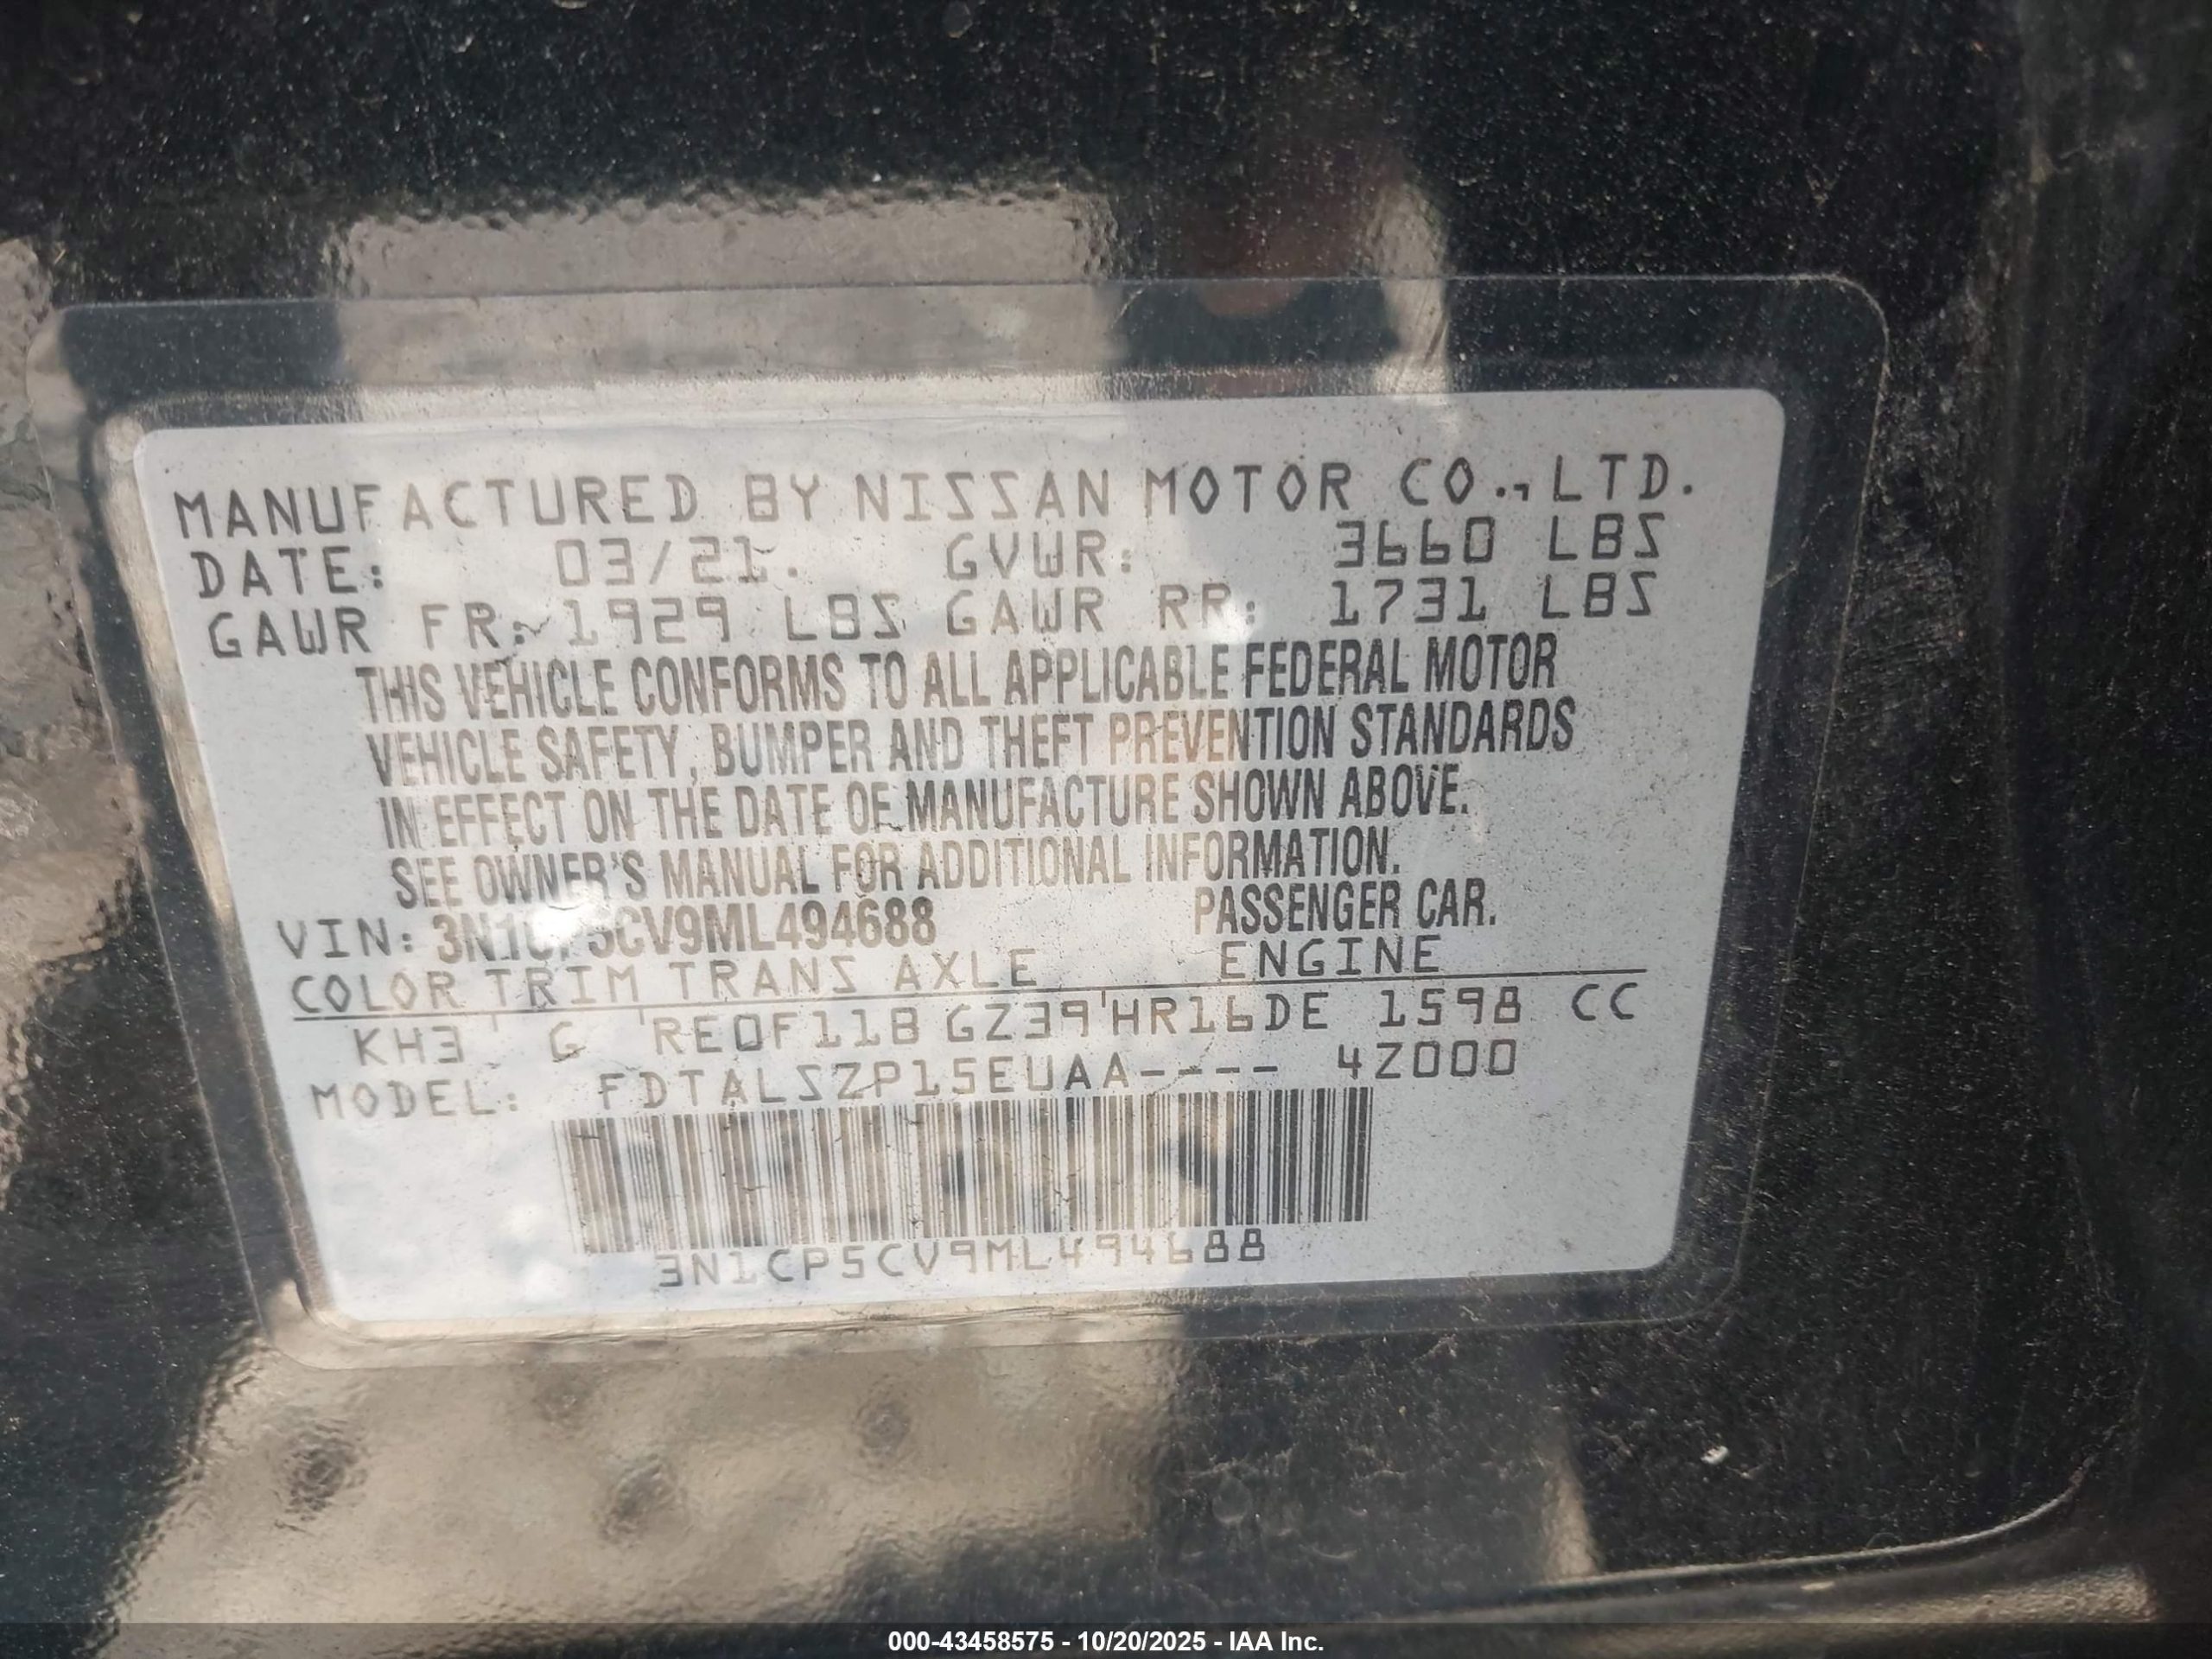 MANUFACTURED BY NISSAN MOTOR CO.,LTD.
DATE: 03/21. GVWR: 3660 LBS
GAWR FR: 1929 LBS GAWR RR: 1731 LBS
THIS VEHICLE CONFORMS TO ALL APPLICABLE FEDERAL MOTOR
VEHICLE SAFETY, BUMPER AND THEFT PREVENTION STANDARDS
IN EFFECT ON THE DATE OF MANUFACTURE SHOWN ABOVE.
SEE OWNER'S MANUAL FOR ADDITIONAL INFORMATION.
VIN: 3N1CP5CV9ML494688 PASSENGER CAR.
COLOR TRIM TRANS AXLE ENGINE
KH3 G RE0F11B GZ39 HR16DE 1598 CC
MODEL: FDTALSZP15EUAA---- 4Z000
3N1CP5CV9ML494688
000-43458575 - 10/20/2025 - IAA Inc.